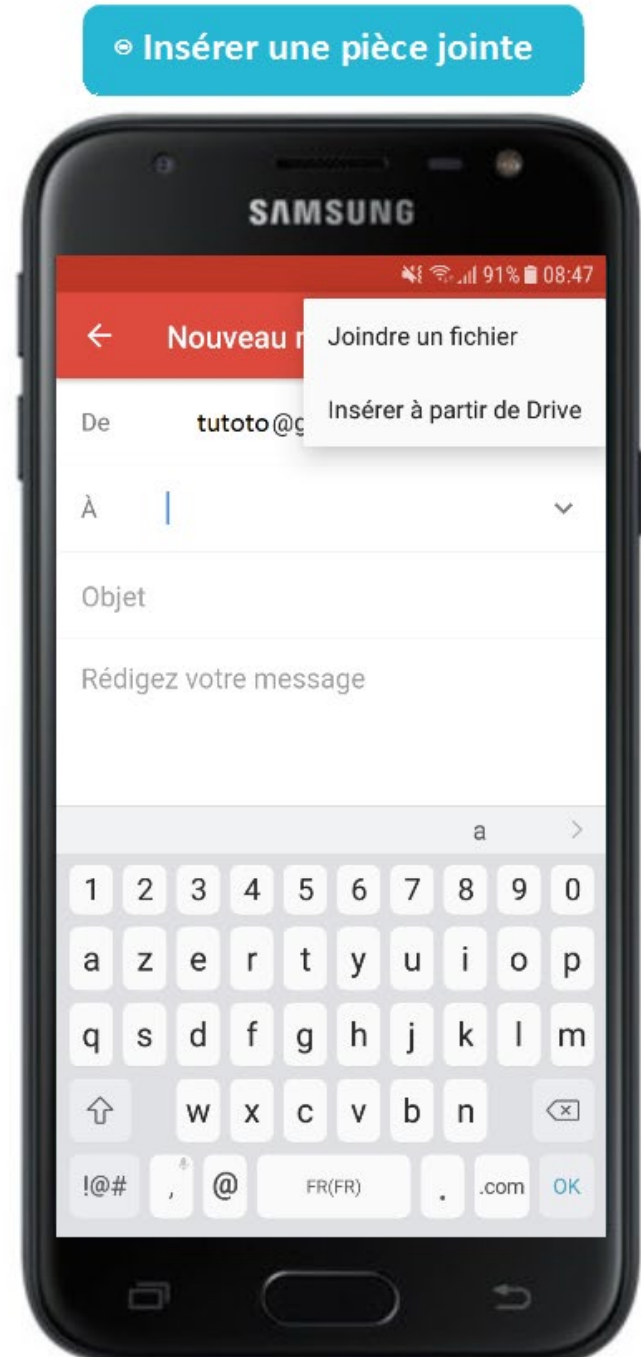 Insérer une pièce jointe
SAMSUNG
91% 08:47
Nouveau
Joindre un fichier
Insérer à partir de Drive
De tutoto@g
À
Objet
Rédigez votre message
a
1 2 3 4 5 6 7 8 9 0
a z e r t y u i o p
q s d f g h j k l m
w x c v b n
!@# , @ FR(FR) . .com OK